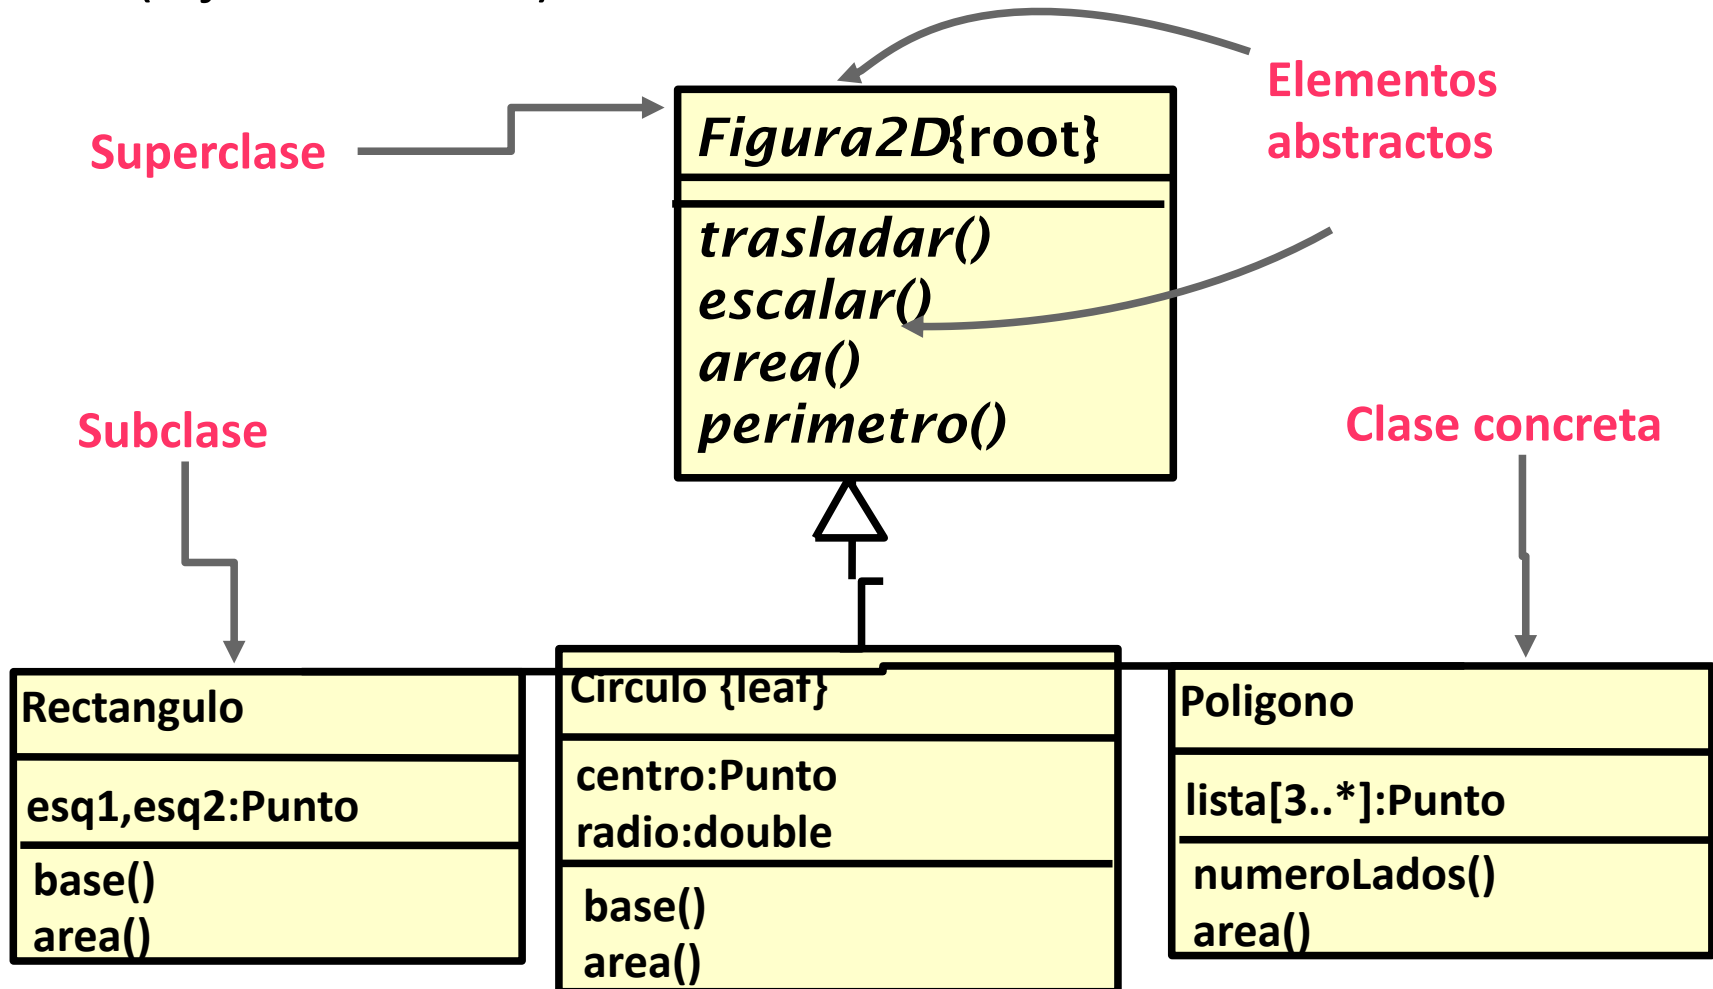 Superclase
Elementos
abstractos
Figura2D{root}
trasladar()
escalar()
area()
perimetro()
Subclase
Clase concreta
Rectangulo
esq1,esq2:Punto
base()
area()
Circulo {leaf}
centro:Punto
radio:double
base()
area()
Poligono
lista[3..*]:Punto
numeroLados()
area()